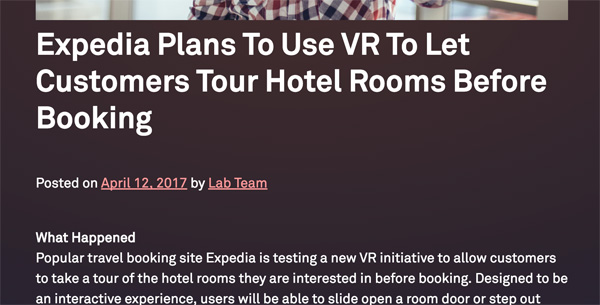 Expedia Plans To Use VR To Let
Customers Tour Hotel Rooms Before
Booking
Posted on April 12, 2017 by Lab Team
What Happened
Popular travel booking site Expedia is testing a new VR initiative to allow customers
to take a tour of the hotel rooms they are interested in before booking. Designed to be
an interactive experience, users will be able to slide open a room door or step out